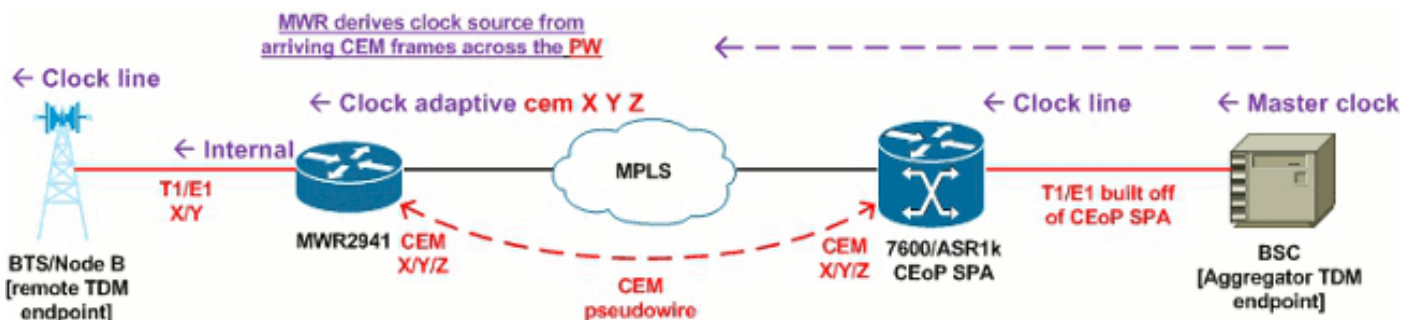 MWR derives clock source from
arriving CEM frames across the PW
← Clock line
← Clock adaptive cem X Y Z
← Clock line
← Master clock
← Internal
MPLS
T1/E1
X/Y
T1/E1 built off
of CEoP SPA
MWR2941
CEM
X/Y/Z
CEM
X/Y/Z
7600/ASR1k
CEoP SPA
BTS/Node B
[remote TDM
endpoint]
CEM
pseudowire
BSC
[Aggregator TDM
endpoint]